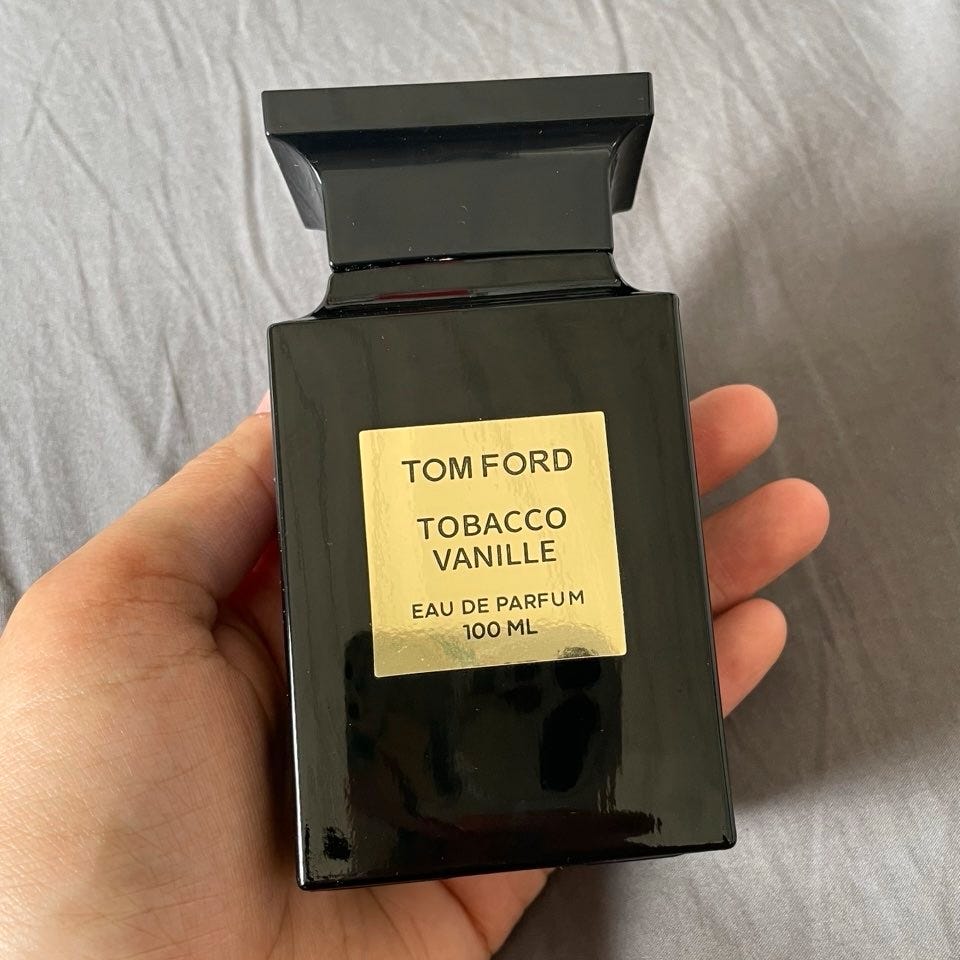 TOM FORD
TOBACCO
VANILLE
EAU DE PARFUM
100 ML